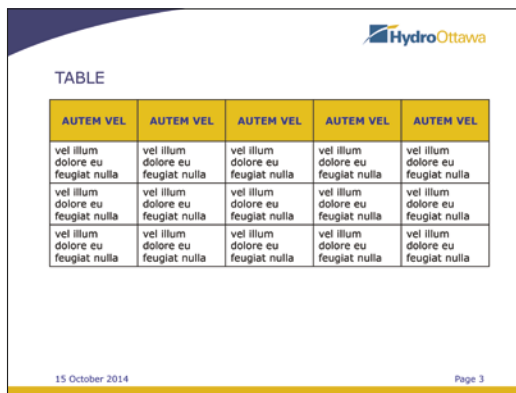 HydroOttawa
TABLE
AUTEM VEL AUTEM VEL AUTEM VEL AUTEM VEL AUTEM VEL
vel illum vel illum vel illum vel illum vel illum
dolore eu dolore eu dolore eu dolore eu dolore eu
feugiat nulla feugiat nulla feugiat nulla feugiat nulla feugiat nulla
vel illum vel illum vel illum vel illum vel illum
dolore eu dolore eu dolore eu dolore eu dolore eu
feugiat nulla feugiat nulla feugiat nulla feugiat nulla feugiat nulla
vel illum vel illum vel illum vel illum vel illum
dolore eu dolore eu dolore eu dolore eu dolore eu
feugiat nulla feugiat nulla feugiat nulla feugiat nulla feugiat nulla
15 October 2014 Page 3